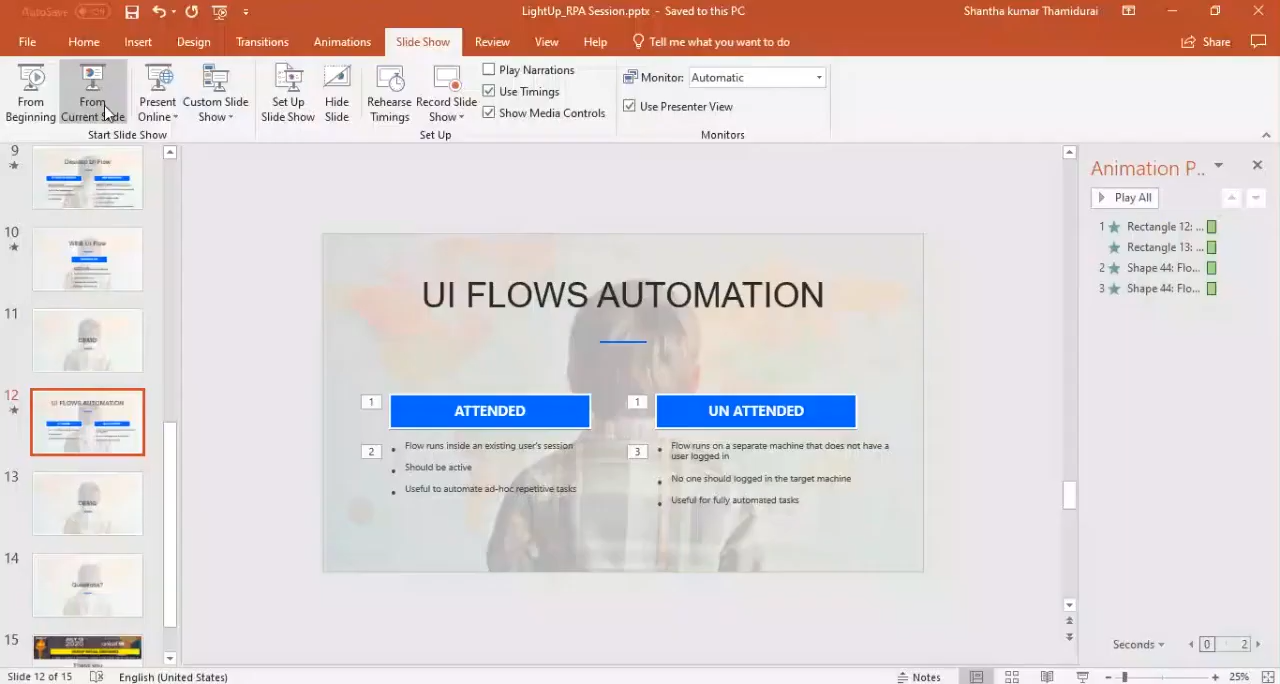 AutoSave
LightUp_RPA Session.pptx - Saved to this PC
Shantha kumar Thamidurai
File
Home
Insert
Design
Transitions
Animations
Slide Show
Review
View
Help
Tell me what you want to do
Share
From
Beginning
From
Current Slide
Present
Online
Custom Slide
Show
Start Slide Show
Set Up
Slide Show
Hide
Slide
Rehearse
Timings
Record Slide
Show
Play Narrations
Use Timings
Show Media Controls
Set Up
Monitor: Automatic
Use Presenter View
Monitors
9
10
11
12
UI FLOWS AUTOMATION
13
14
Questions?
15
UI FLOWS AUTOMATION
1 ATTENDED
2
Flow runs inside an existing user's session
Should be active
Useful to automate ad-hoc repetitive tasks
1 UN ATTENDED
3
Flow runs on a separate machine that does not have a
user logged in
No one should logged in the target machine
Useful for fully automated tasks
Animation P..
Play All
1 Rectangle 12: ...
Rectangle 13: ...
2 Shape 44: Flo...
3 Shape 44: Flo...
Seconds
0 2
Slide 12 of 15
English (United States)
Notes
25%